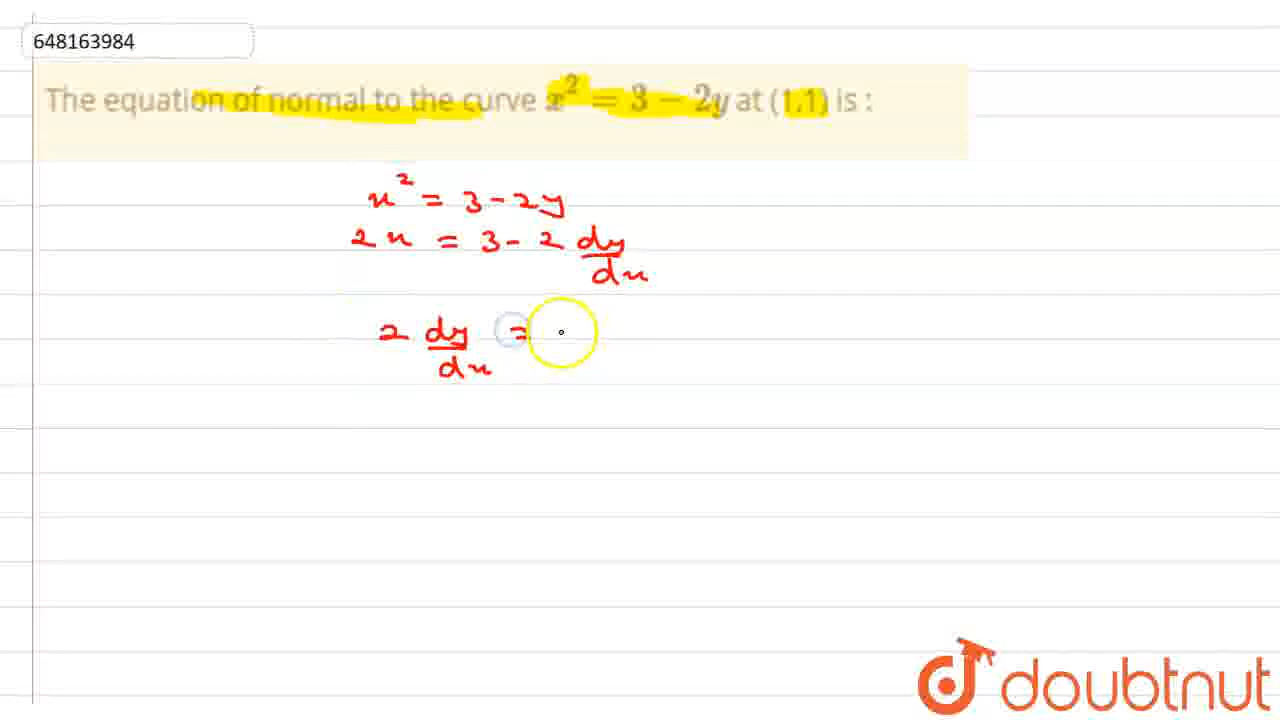 648163984
The equation of normal to the curve x² = 3 − 2y at (1,1) is :
x² = 3 - 2y
2x = 3 - 2 dy/dx
2 dy/dx =
doubtnut